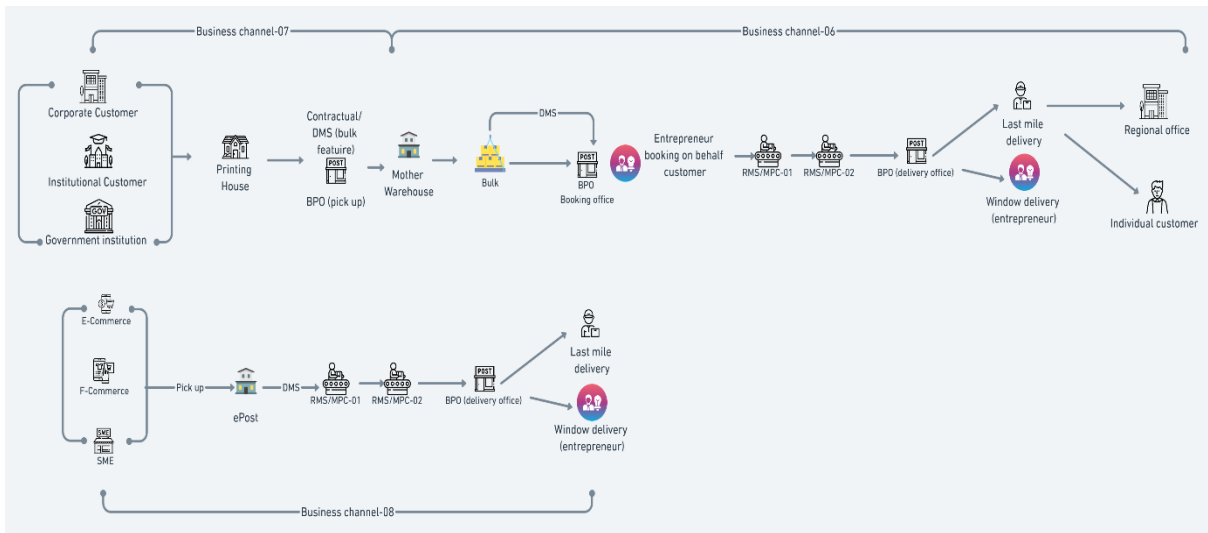 Business channel-07
Business channel-06
Corporate Customer
Institutional Customer
GOV
Government institution
Printing
House
Contractual/
DMS (bulk
feature)
POST
BPO (pick up)
Mother
Warehouse
DMS
Bulk
POST
BPO
Booking office
Entrepreneur
booking on behalf
customer
RMS/MPC-01
RMS/MPC-02
POST
BPO (delivery office)
Last mile
delivery
Window delivery
(entrepreneur)
Regional office
Individual customer
E-Commerce
F-Commerce
SME
SME
Pick up
ePost
DMS
RMS/MPC-01
RMS/MPC-02
POST
BPO (delivery office)
Last mile
delivery
Window delivery
(entrepreneur)
Business channel-08